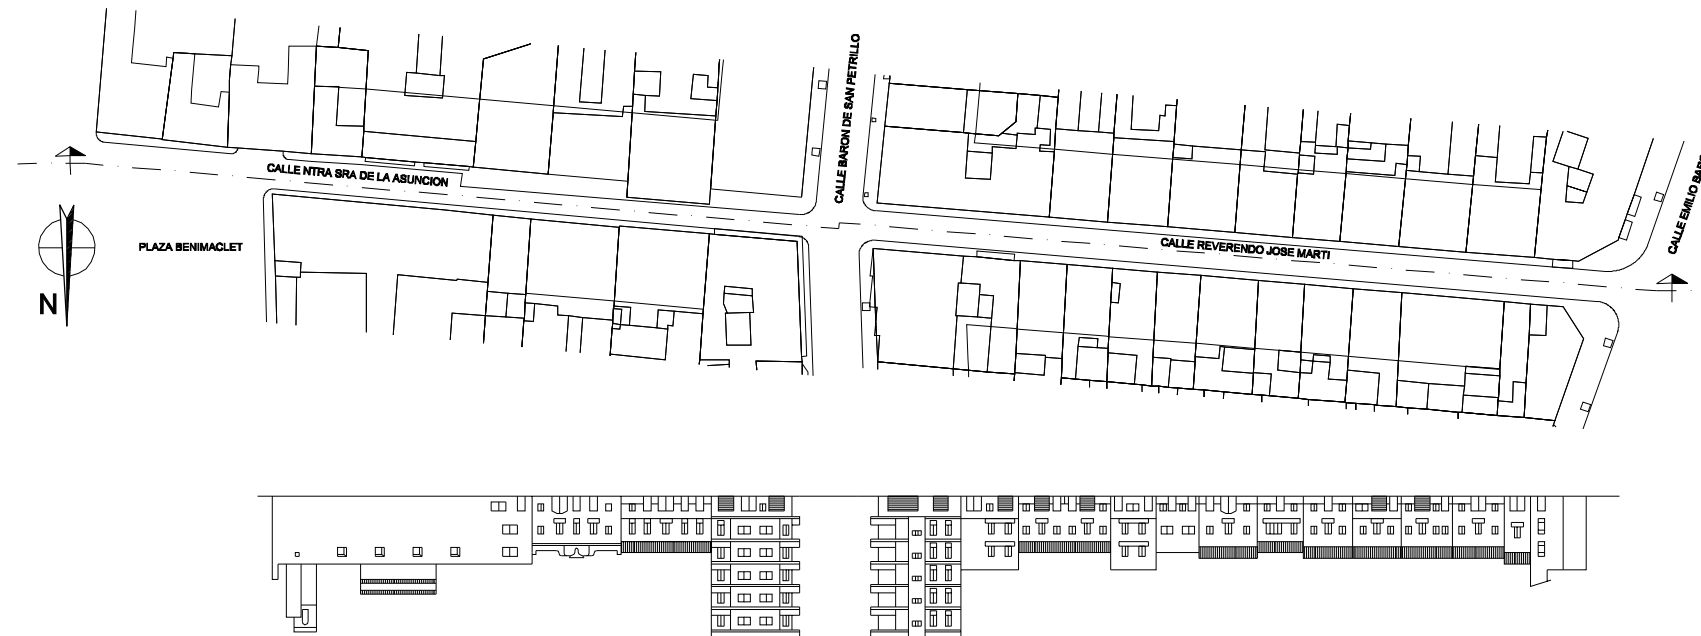 CALLE BARON DE SAN PETRILLO
CALLE NTRA SRA DE LA ASUNCION
PLAZA BENIMACLET
CALLE REVERENDO JOSE MARTI
CALLE EMILIO
N